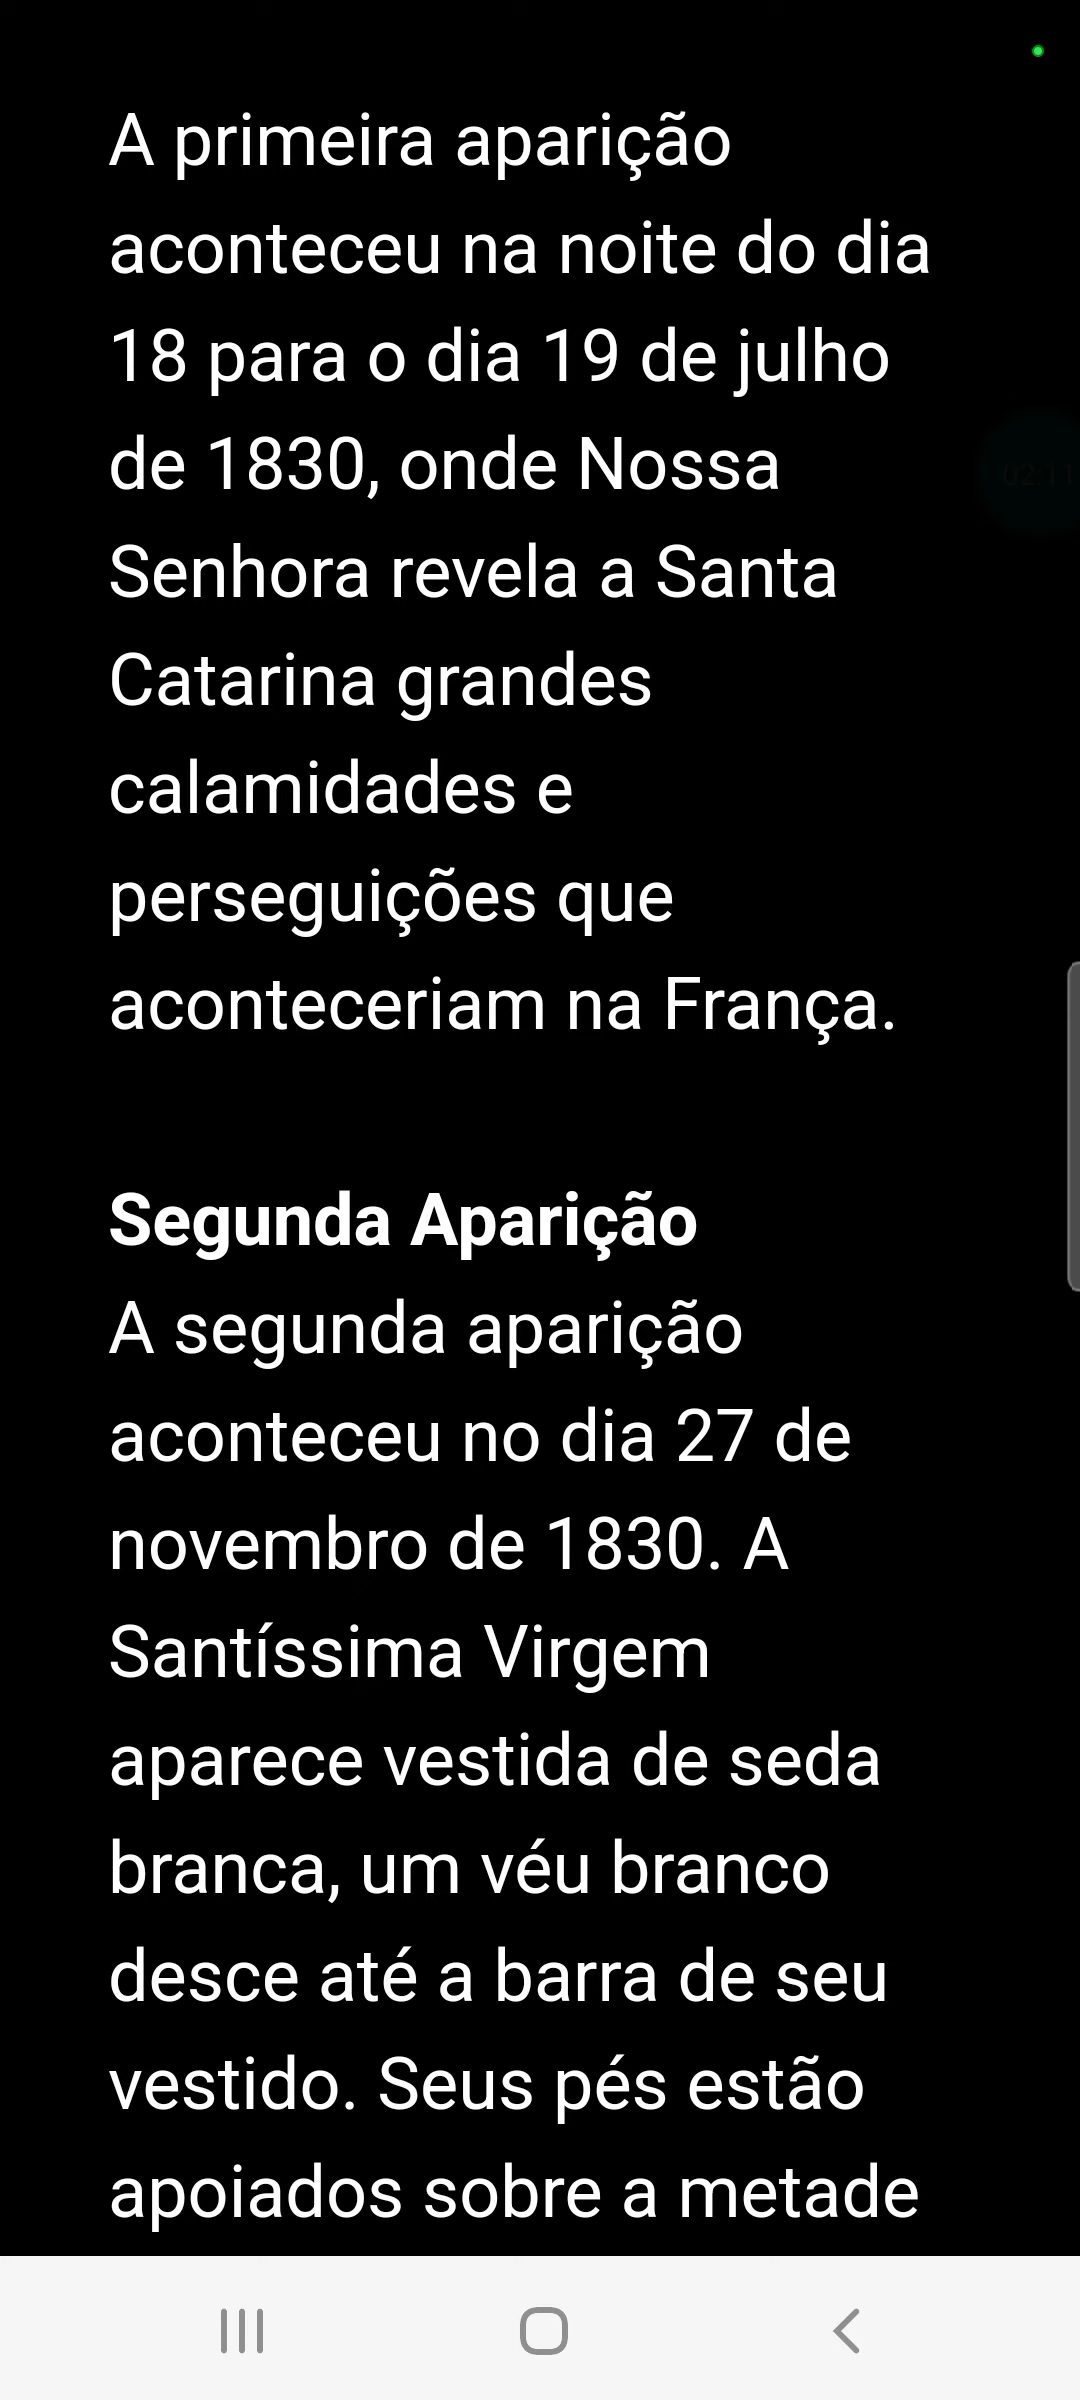 A primeira aparição
aconteceu na noite do dia
18 para o dia 19 de julho
de 1830, onde Nossa
Senhora revela a Santa
Catarina grandes
calamidades e
perseguições que
aconteceriam na França.
Segunda Aparição
A segunda aparição
aconteceu no dia 27 de
novembro de 1830. A
Santíssima Virgem
aparece vestida de seda
branca, um véu branco
desce até a barra de seu
vestido. Seus pés estão
apoiados sobre a metade
02:11